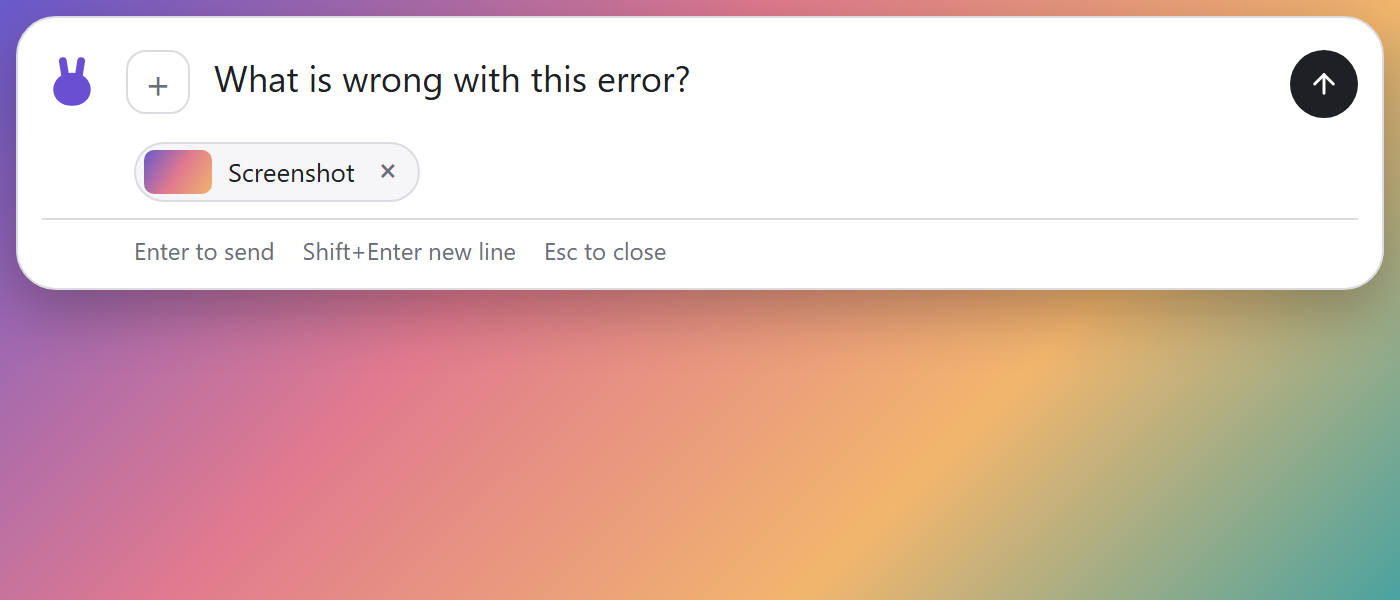 What is wrong with this error?
Screenshot
Enter to send Shift+Enter new line Esc to close